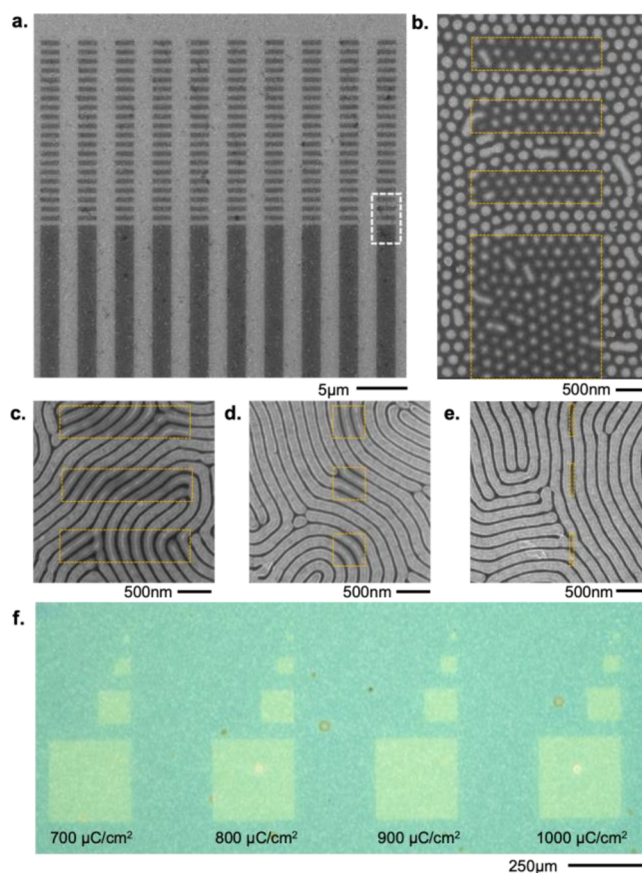 a.
b.
5μm
500nm
c.
d.
e.
500nm
500nm
500nm
f.
700 μC/cm²
800 μC/cm²
900 μC/cm²
1000 μC/cm²
250μm